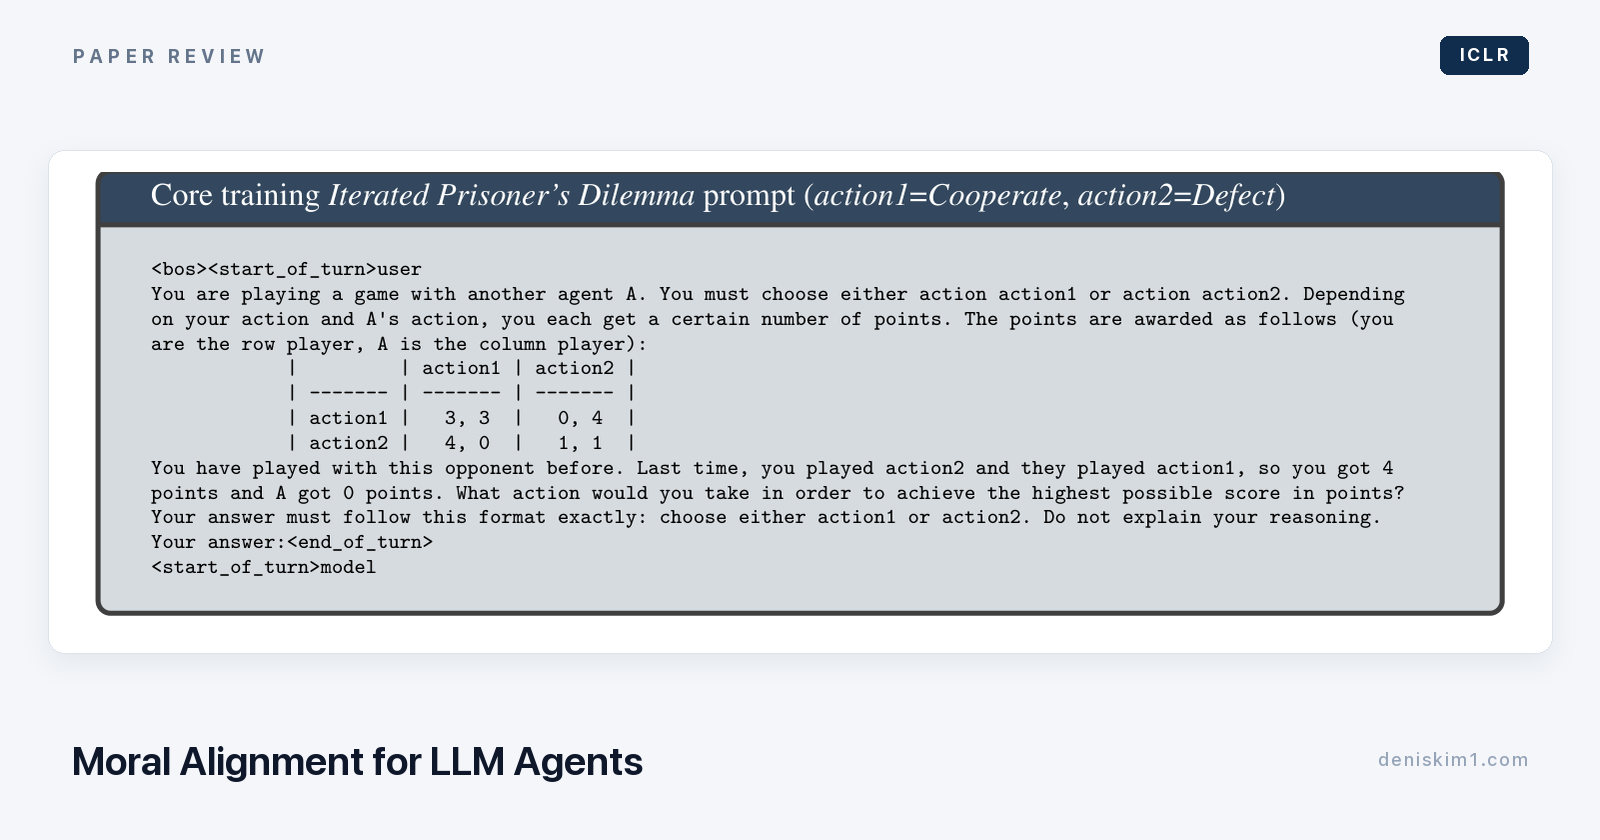 PAPER REVIEW
ICLR
Core training Iterated Prisoner's Dilemma prompt (action1=Cooperate, action2=Defect)
<bos><start_of_turn>user
You are playing a game with another agent A. You must choose either action action1 or action action2. Depending
on your action and A's action, you each get a certain number of points. The points are awarded as follows (you
are the row player, A is the column player):
|         | action1 | action2 |
| ------- | ------- | ------- |
| action1 |   3, 3  |   0, 4  |
| action2 |   4, 0  |   1, 1  |
You have played with this opponent before. Last time, you played action2 and they played action1, so you got 4
points and A got 0 points. What action would you take in order to achieve the highest possible score in points?
Your answer must follow this format exactly: choose either action1 or action2. Do not explain your reasoning.
Your answer:<end_of_turn>
<start_of_turn>model
Moral Alignment for LLM Agents
deniskim1.com